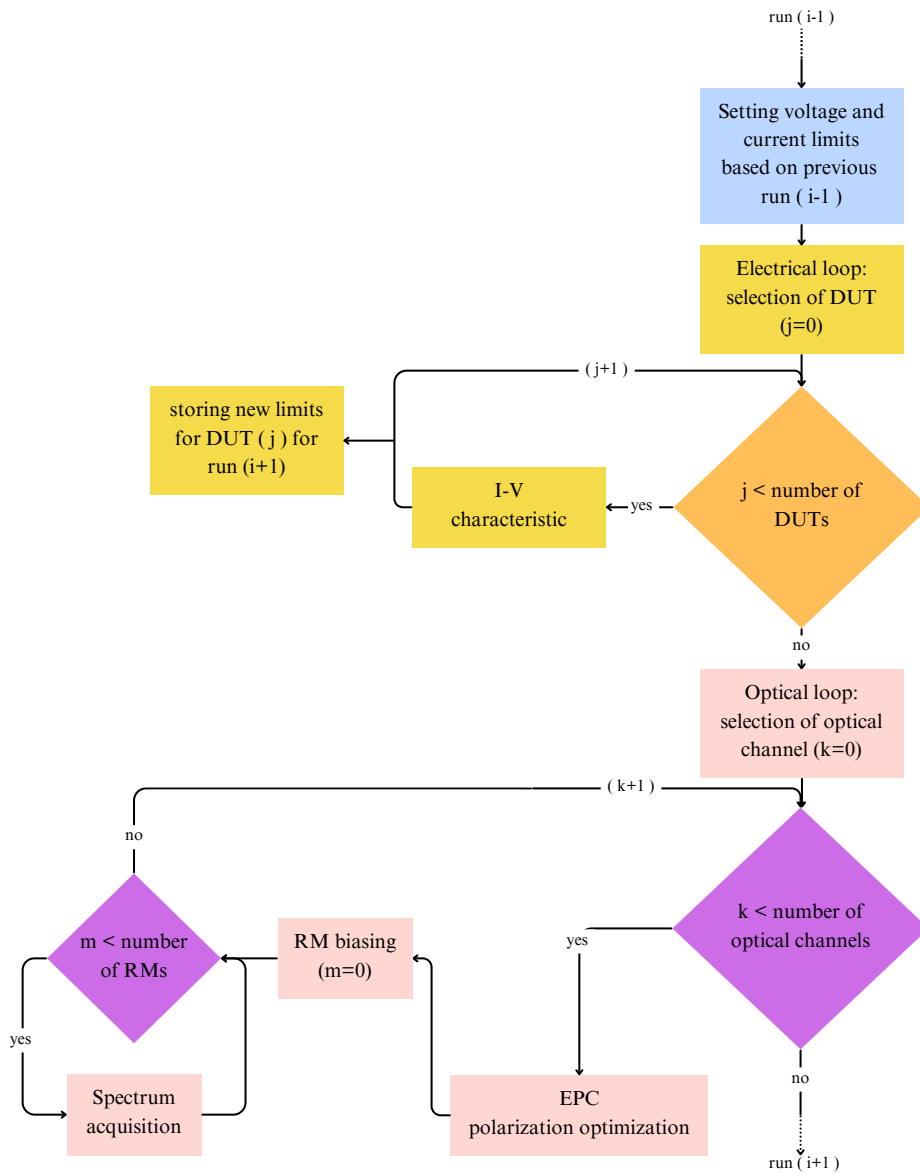 run ( i-1 )
Setting voltage and
current limits
based on previous
run ( i-1 )
Electrical loop:
selection of DUT
(j=0)
( j+1 )
storing new limits
for DUT ( j ) for
run (i+1)
I-V
characteristic
yes
j < number of
DUTs
no
Optical loop:
selection of optical
channel (k=0)
( k+1 )
no
k < number of
optical channels
yes
RM biasing
(m=0)
m < number
of RMs
yes
Spectrum
acquisition
EPC
polarization optimization
no
run ( i+1 )